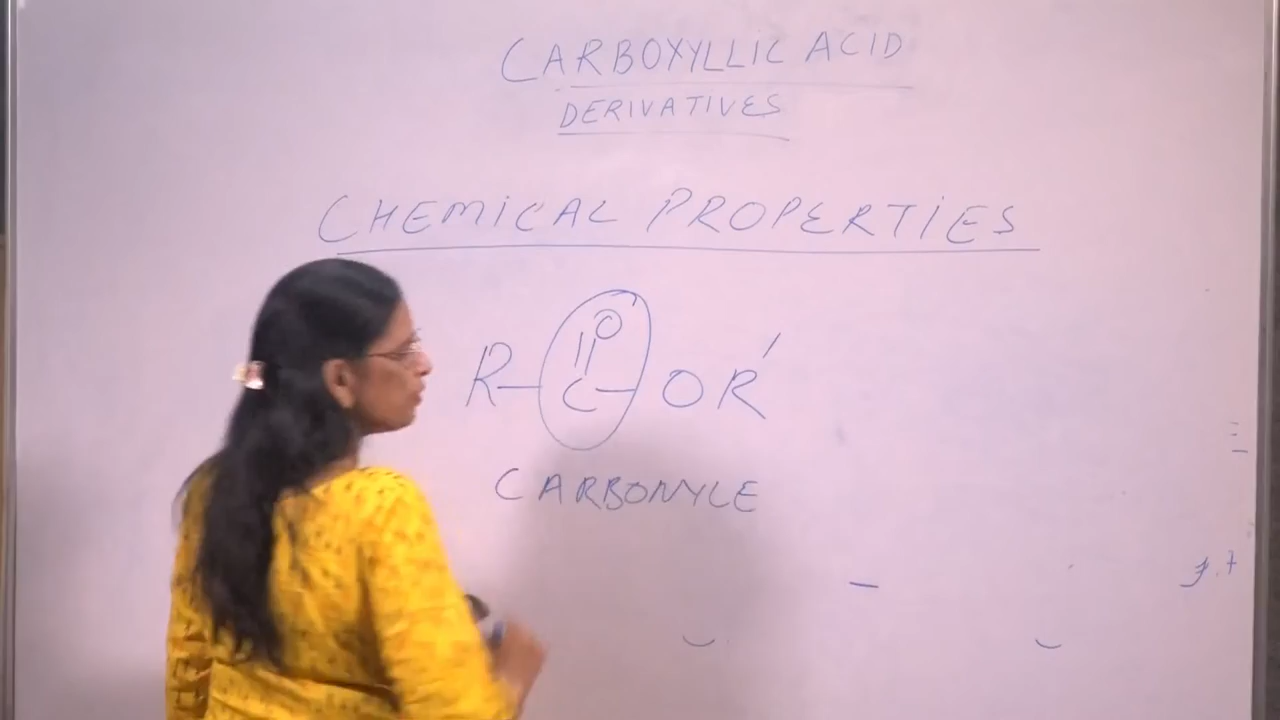 CARBOXYLLIC ACID
DERIVATIVES
CHEMICAL PROPERTIES
O
R-C-OR'
CARBONYLE